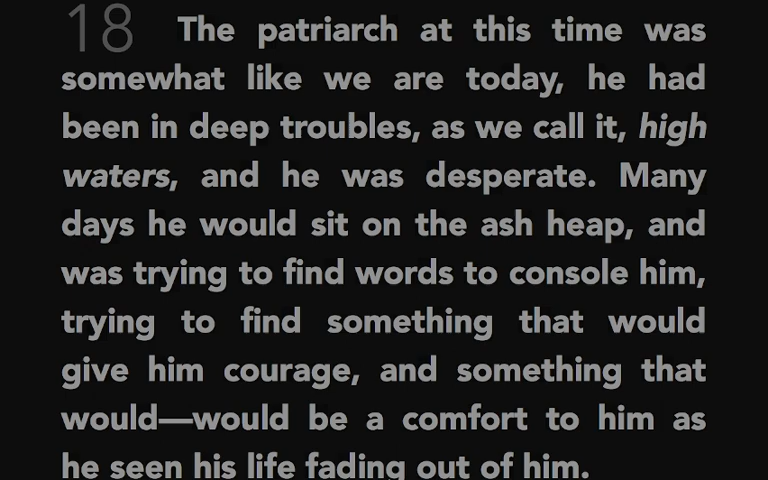 18 The patriarch at this time was
somewhat like we are today, he had
been in deep troubles, as we call it, high
waters, and he was desperate. Many
days he would sit on the ash heap, and
was trying to find words to console him,
trying to find something that would
give him courage, and something that
would—would be a comfort to him as
he seen his life fading out of him.